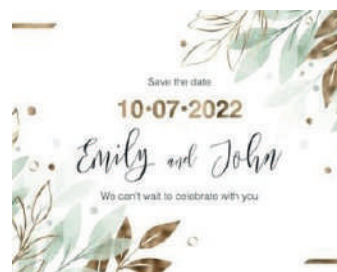 Save the date
10•07•2022
Emily and John
We can't wait to celebrate with you